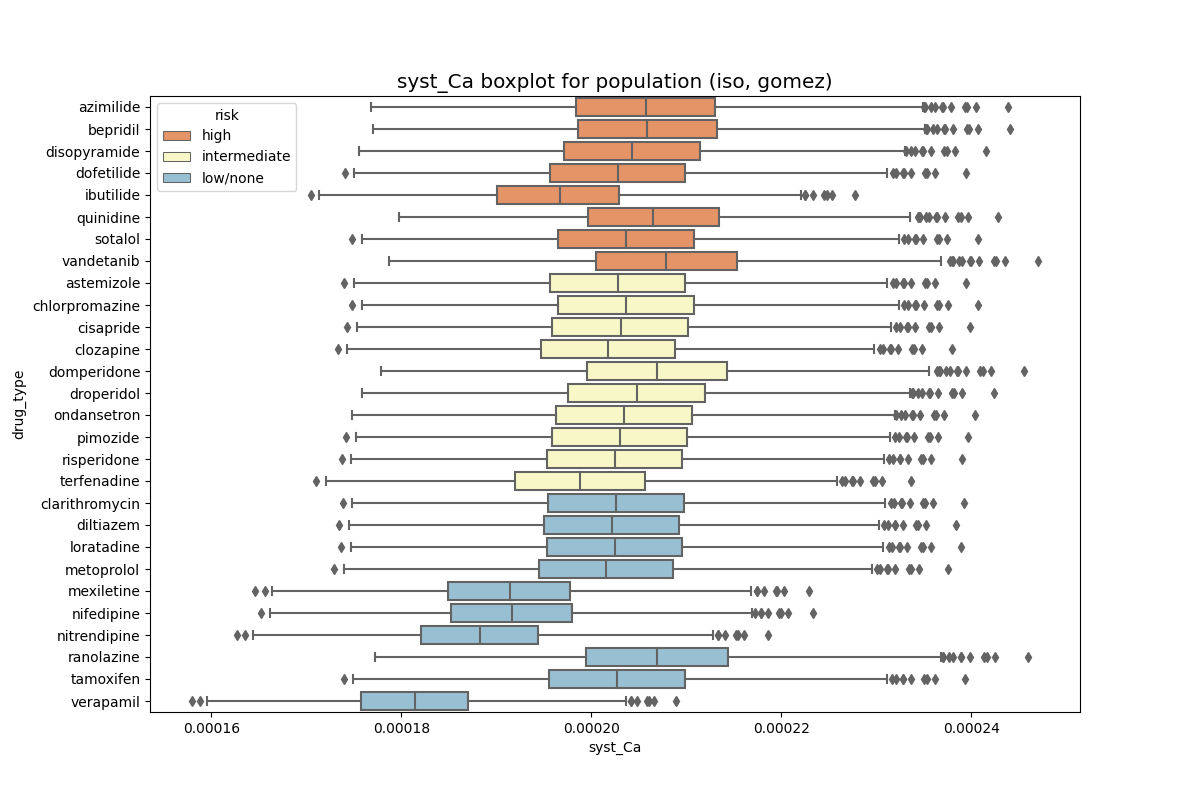 syst_Ca boxplot for population (iso, gomez)
risk
high
intermediate
low/none
drug_type
azimilide
bepridil
disopyramide
dofetilide
ibutilide
quinidine
sotalol
vandetanib
astemizole
chlorpromazine
cisapride
clozapine
domperidone
droperidol
ondansetron
pimozide
risperidone
terfenadine
clarithromycin
diltiazem
loratadine
metoprolol
mexiletine
nifedipine
nitrendipine
ranolazine
tamoxifen
verapamil
0.00016 0.00018 0.00020 0.00022 0.00024
syst_Ca